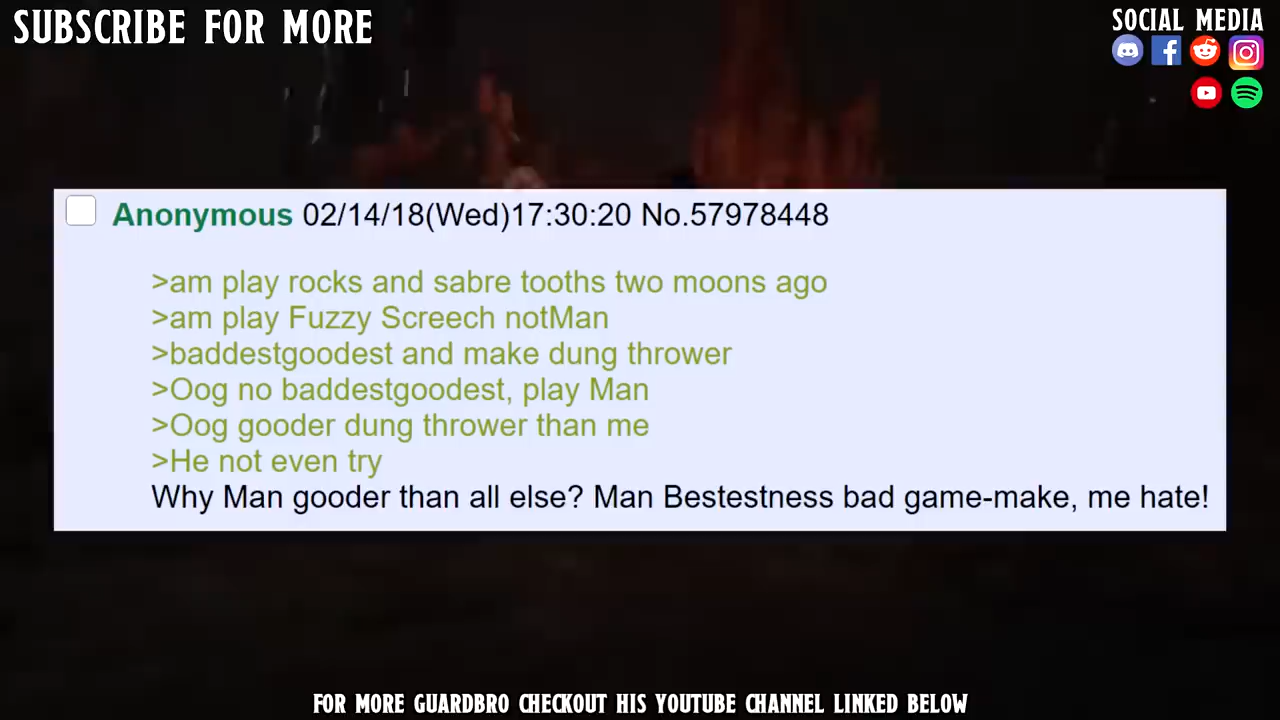 SUBSCRIBE FOR MORE
SOCIAL MEDIA
Anonymous 02/14/18(Wed)17:30:20 No.57978448
>am play rocks and sabre tooths two moons ago
>am play Fuzzy Screech notMan
>baddestgoodest and make dung thrower
>Oog no baddestgoodest, play Man
>Oog gooder dung thrower than me
>He not even try
Why Man gooder than all else? Man Bestestness bad game-make, me hate!
FOR MORE GUARDBRO CHECKOUT HIS YOUTUBE CHANNEL LINKED BELOW